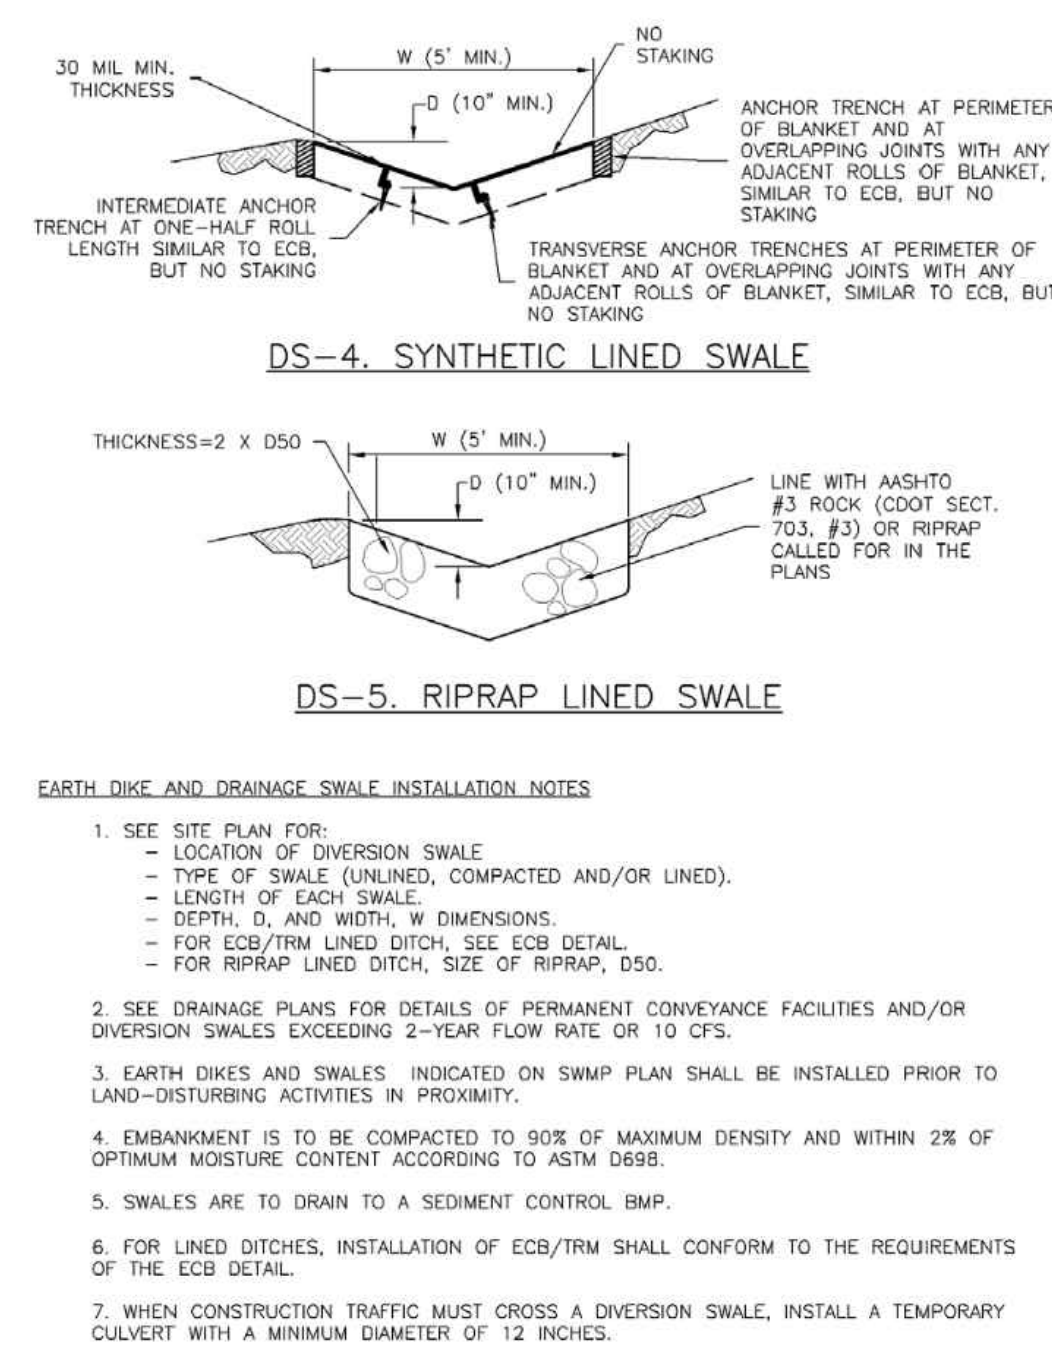 NO
STAKING
W (5' MIN.)
30 MIL MIN.
THICKNESS
D (10" MIN.)
ANCHOR TRENCH AT PERIMETER
OF BLANKET AND AT
OVERLAPPING JOINTS WITH ANY
ADJACENT ROLLS OF BLANKET,
SIMILAR TO ECB, BUT NO
STAKING
INTERMEDIATE ANCHOR
TRENCH AT ONE-HALF ROLL
LENGTH SIMILAR TO ECB,
BUT NO STAKING
TRANSVERSE ANCHOR TRENCHES AT PERIMETER OF
BLANKET AND AT OVERLAPPING JOINTS WITH ANY
ADJACENT ROLLS OF BLANKET, SIMILAR TO ECB, BUT
NO STAKING
DS-4. SYNTHETIC LINED SWALE
THICKNESS=2 X D50
W (5' MIN.)
D (10" MIN.)
LINE WITH AASHTO
#3 ROCK (CDOT SECT.
703, #3) OR RIPRAP
CALLED FOR IN THE
PLANS
DS-5. RIPRAP LINED SWALE
EARTH DIKE AND DRAINAGE SWALE INSTALLATION NOTES
1. SEE SITE PLAN FOR:
- LOCATION OF DIVERSION SWALE
- TYPE OF SWALE (UNLINED, COMPACTED AND/OR LINED).
- LENGTH OF EACH SWALE.
- DEPTH, D, AND WIDTH, W DIMENSIONS.
- FOR ECB/TRM LINED DITCH, SEE ECB DETAIL.
- FOR RIPRAP LINED DITCH, SIZE OF RIPRAP, D50.
2. SEE DRAINAGE PLANS FOR DETAILS OF PERMANENT CONVEYANCE FACILITIES AND/OR
DIVERSION SWALES EXCEEDING 2-YEAR FLOW RATE OR 10 CFS.
3. EARTH DIKES AND SWALES INDICATED ON SWMP PLAN SHALL BE INSTALLED PRIOR TO
LAND-DISTURBING ACTIVITIES IN PROXIMITY.
4. EMBANKMENT IS TO BE COMPACTED TO 90% OF MAXIMUM DENSITY AND WITHIN 2% OF
OPTIMUM MOISTURE CONTENT ACCORDING TO ASTM D698.
5. SWALES ARE TO DRAIN TO A SEDIMENT CONTROL BMP.
6. FOR LINED DITCHES, INSTALLATION OF ECB/TRM SHALL CONFORM TO THE REQUIREMENTS
OF THE ECB DETAIL.
7. WHEN CONSTRUCTION TRAFFIC MUST CROSS A DIVERSION SWALE, INSTALL A TEMPORARY
CULVERT WITH A MINIMUM DIAMETER OF 12 INCHES.